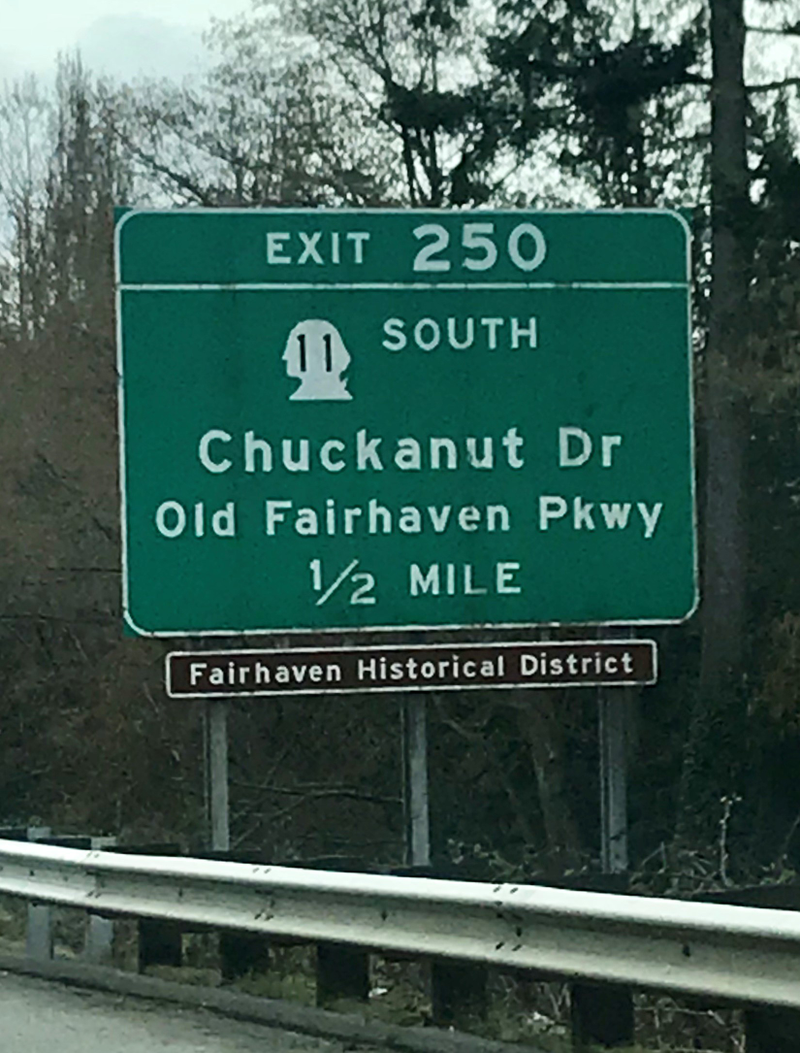 EXIT 250
11 SOUTH
Chuckanut Dr
Old Fairhaven Pkwy
1/2 MILE
Fairhaven Historical District